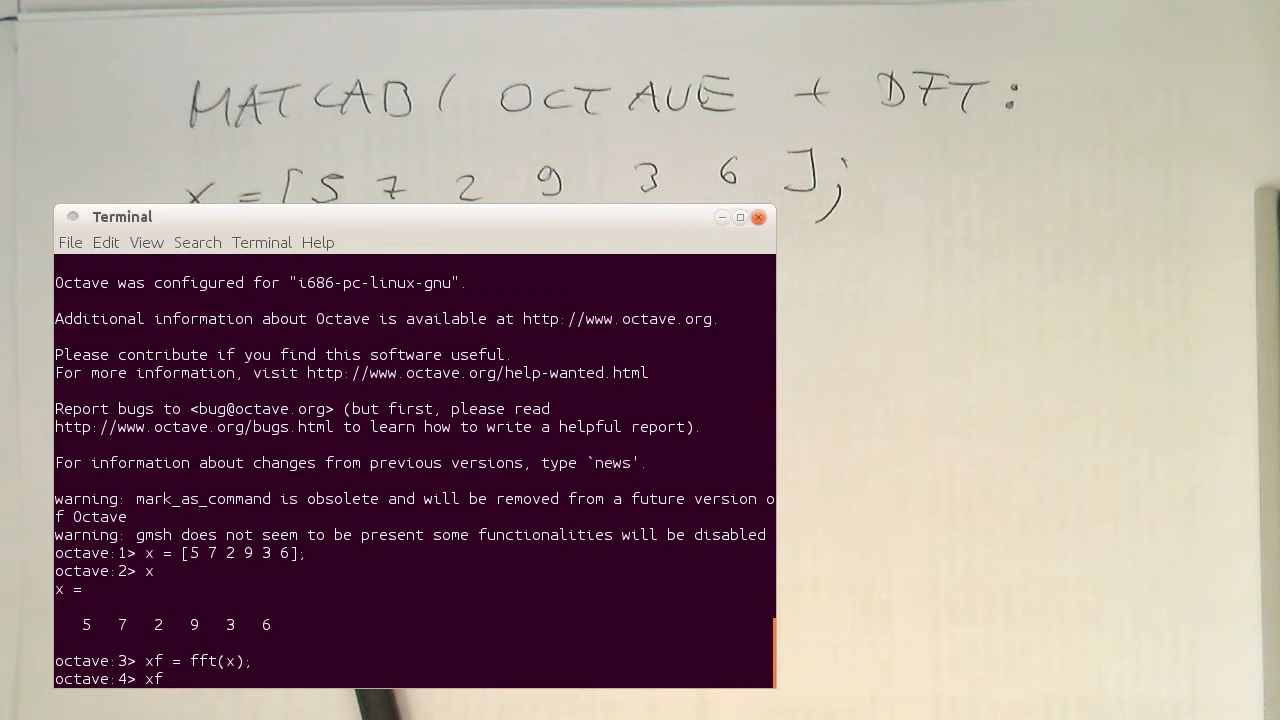 MATLAB / OCTAVE + DFT:
x = [ 5 7 2 9 3 6 ];
Terminal
File Edit View Search Terminal Help
Octave was configured for "i686-pc-linux-gnu".
Additional information about Octave is available at http://www.octave.org.
Please contribute if you find this software useful.
For more information, visit http://www.octave.org/help-wanted.html
Report bugs to <bug@octave.org> (but first, please read
http://www.octave.org/bugs.html to learn how to write a helpful report).
For information about changes from previous versions, type `news'.
warning: mark_as_command is obsolete and will be removed from a future version o
f Octave
warning: gmsh does not seem to be present some functionalities will be disabled
octave:1> x = [5 7 2 9 3 6];
octave:2> x
x =
5 7 2 9 3 6
octave:3> xf = fft(x);
octave:4> xf